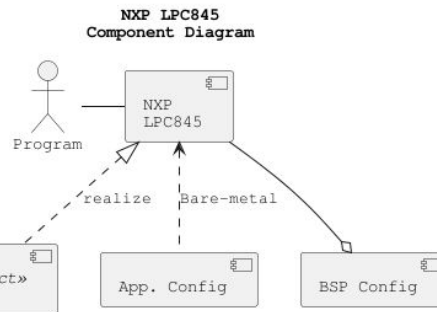 NXP LPC845
Component Diagram
NXP
LPC845
Program
realize
Bare-metal
ct»
App. Config
BSP Config